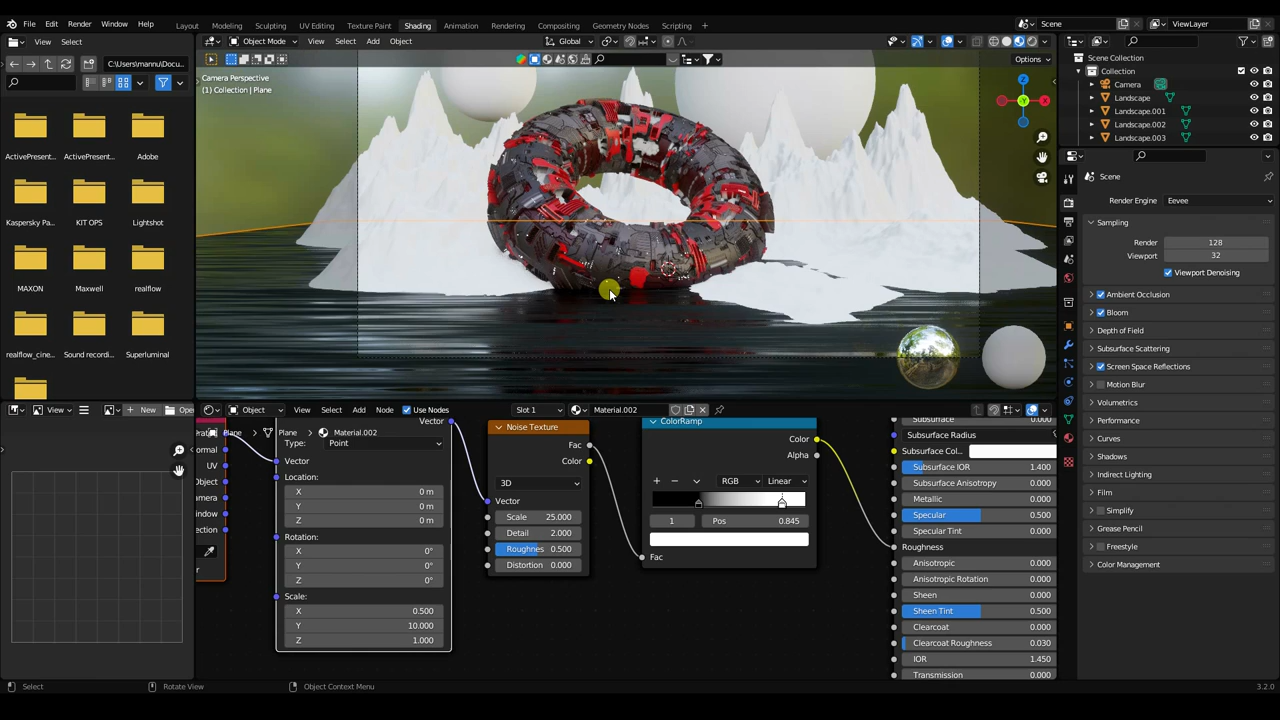 File Edit Render Window Help
Layout Modeling Sculpting UV Editing Texture Paint Shading Animation Rendering Compositing Geometry Nodes Scripting +
Scene
ViewLayer
View Select
Object Mode View Select Add Object
Global
C:\Users\mannu\Docu...
Options
Camera Perspective
(1) Collection | Plane
ActivePresent... ActivePresent... Adobe
Kaspersky Pa... KIT OPS Lightshot
MAXON Maxwell realflow
realflow_cine... Sound recordi... Superluminal
Scene Collection
Collection
Camera
Landscape
Landscape.001
Landscape.002
Landscape.003
Scene
Render Engine Eevee
Sampling
Render 128
Viewport 32
Viewport Denoising
Ambient Occlusion
Bloom
Depth of Field
Subsurface Scattering
Screen Space Reflections
Motion Blur
Volumetrics
Performance
Curves
Shadows
Indirect Lighting
Film
Simplify
Grease Pencil
Freestyle
Color Management
View New Open
Object View Select Add Node Use Nodes Slot 1 Material.002
Plane Plane Material.002
Vector
Type: Point
Vector
Location:
X 0 m
Y 0 m
Z 0 m
Rotation:
X 0°
Y 0°
Z 0°
Scale:
X 0.500
Y 10.000
Z 1.000
UV
Noise Texture
Fac
Color
3D
Vector
Scale 25.000
Detail 2.000
Roughnes 0.500
Distortion 0.000
ColorRamp
Color
Alpha
RGB Linear
1 Pos 0.845
Fac
Subsurface 0.000
Subsurface Radius
Subsurface Col...
Subsurface IOR 1.400
Subsurface Anisotropy 0.000
Metallic 0.000
Specular 0.500
Specular Tint 0.000
Roughness
Anisotropic 0.000
Anisotropic Rotation 0.000
Sheen 0.000
Sheen Tint 0.500
Clearcoat 0.000
Clearcoat Roughness 0.030
IOR 1.450
Transmission 0.000
Select Rotate View Object Context Menu 3.2.0